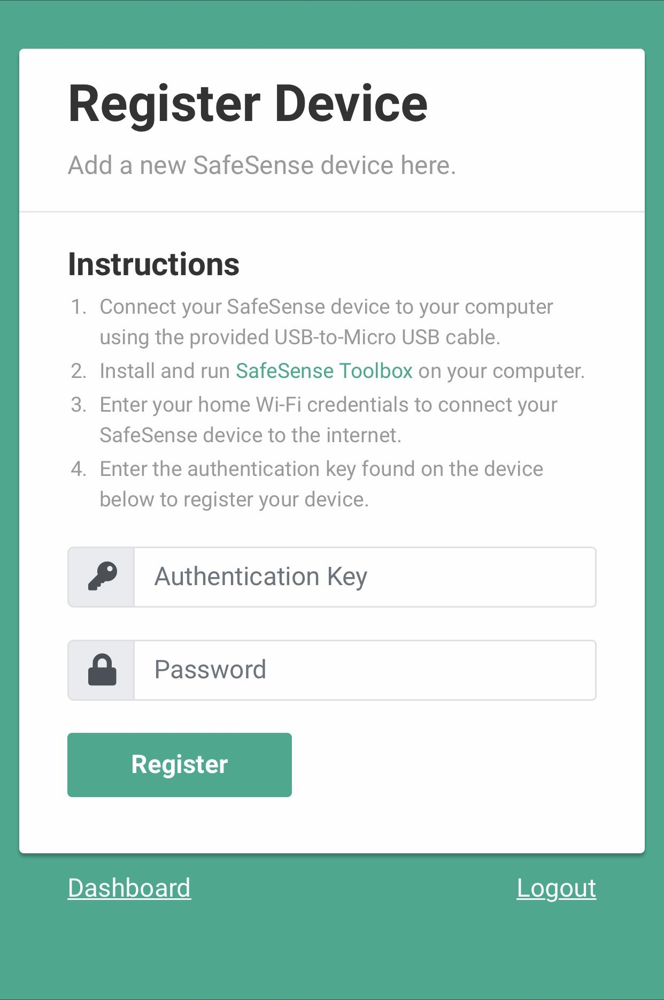 Register Device
Add a new SafeSense device here.
Instructions
1. Connect your SafeSense device to your computer
using the provided USB-to-Micro USB cable.
2. Install and run SafeSense Toolbox on your computer.
3. Enter your home Wi-Fi credentials to connect your
SafeSense device to the internet.
4. Enter the authentication key found on the device
below to register your device.
Authentication Key
Password
Register
Dashboard
Logout